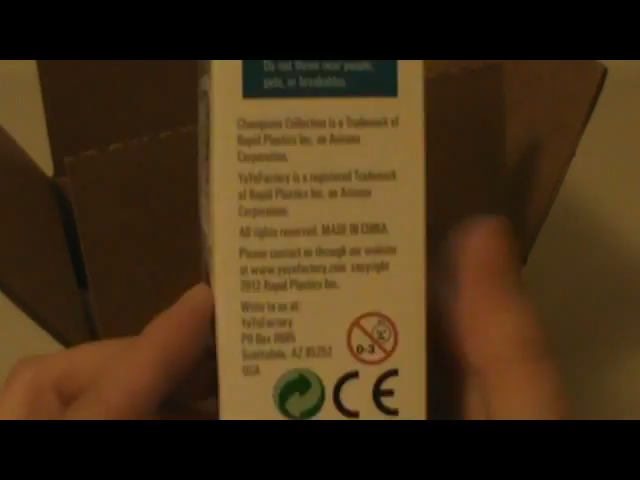 Do not throw near people,
pets, or breakables.
Champions Collection is a Trademark of
Rapid Plastics Inc. an Arizona
Corporation.
YoYoFactory is a registered Trademark
of Rapid Plastics Inc. an Arizona
Corporation.
All rights reserved. MADE IN CHINA
Please contact us through our website
at www.yoyofactory.com copyright
2012 Rapid Plastics Inc.
Write to us at:
YoYoFactory
PO Box
Scottsdale, AZ 85252
USA
0-3
CE